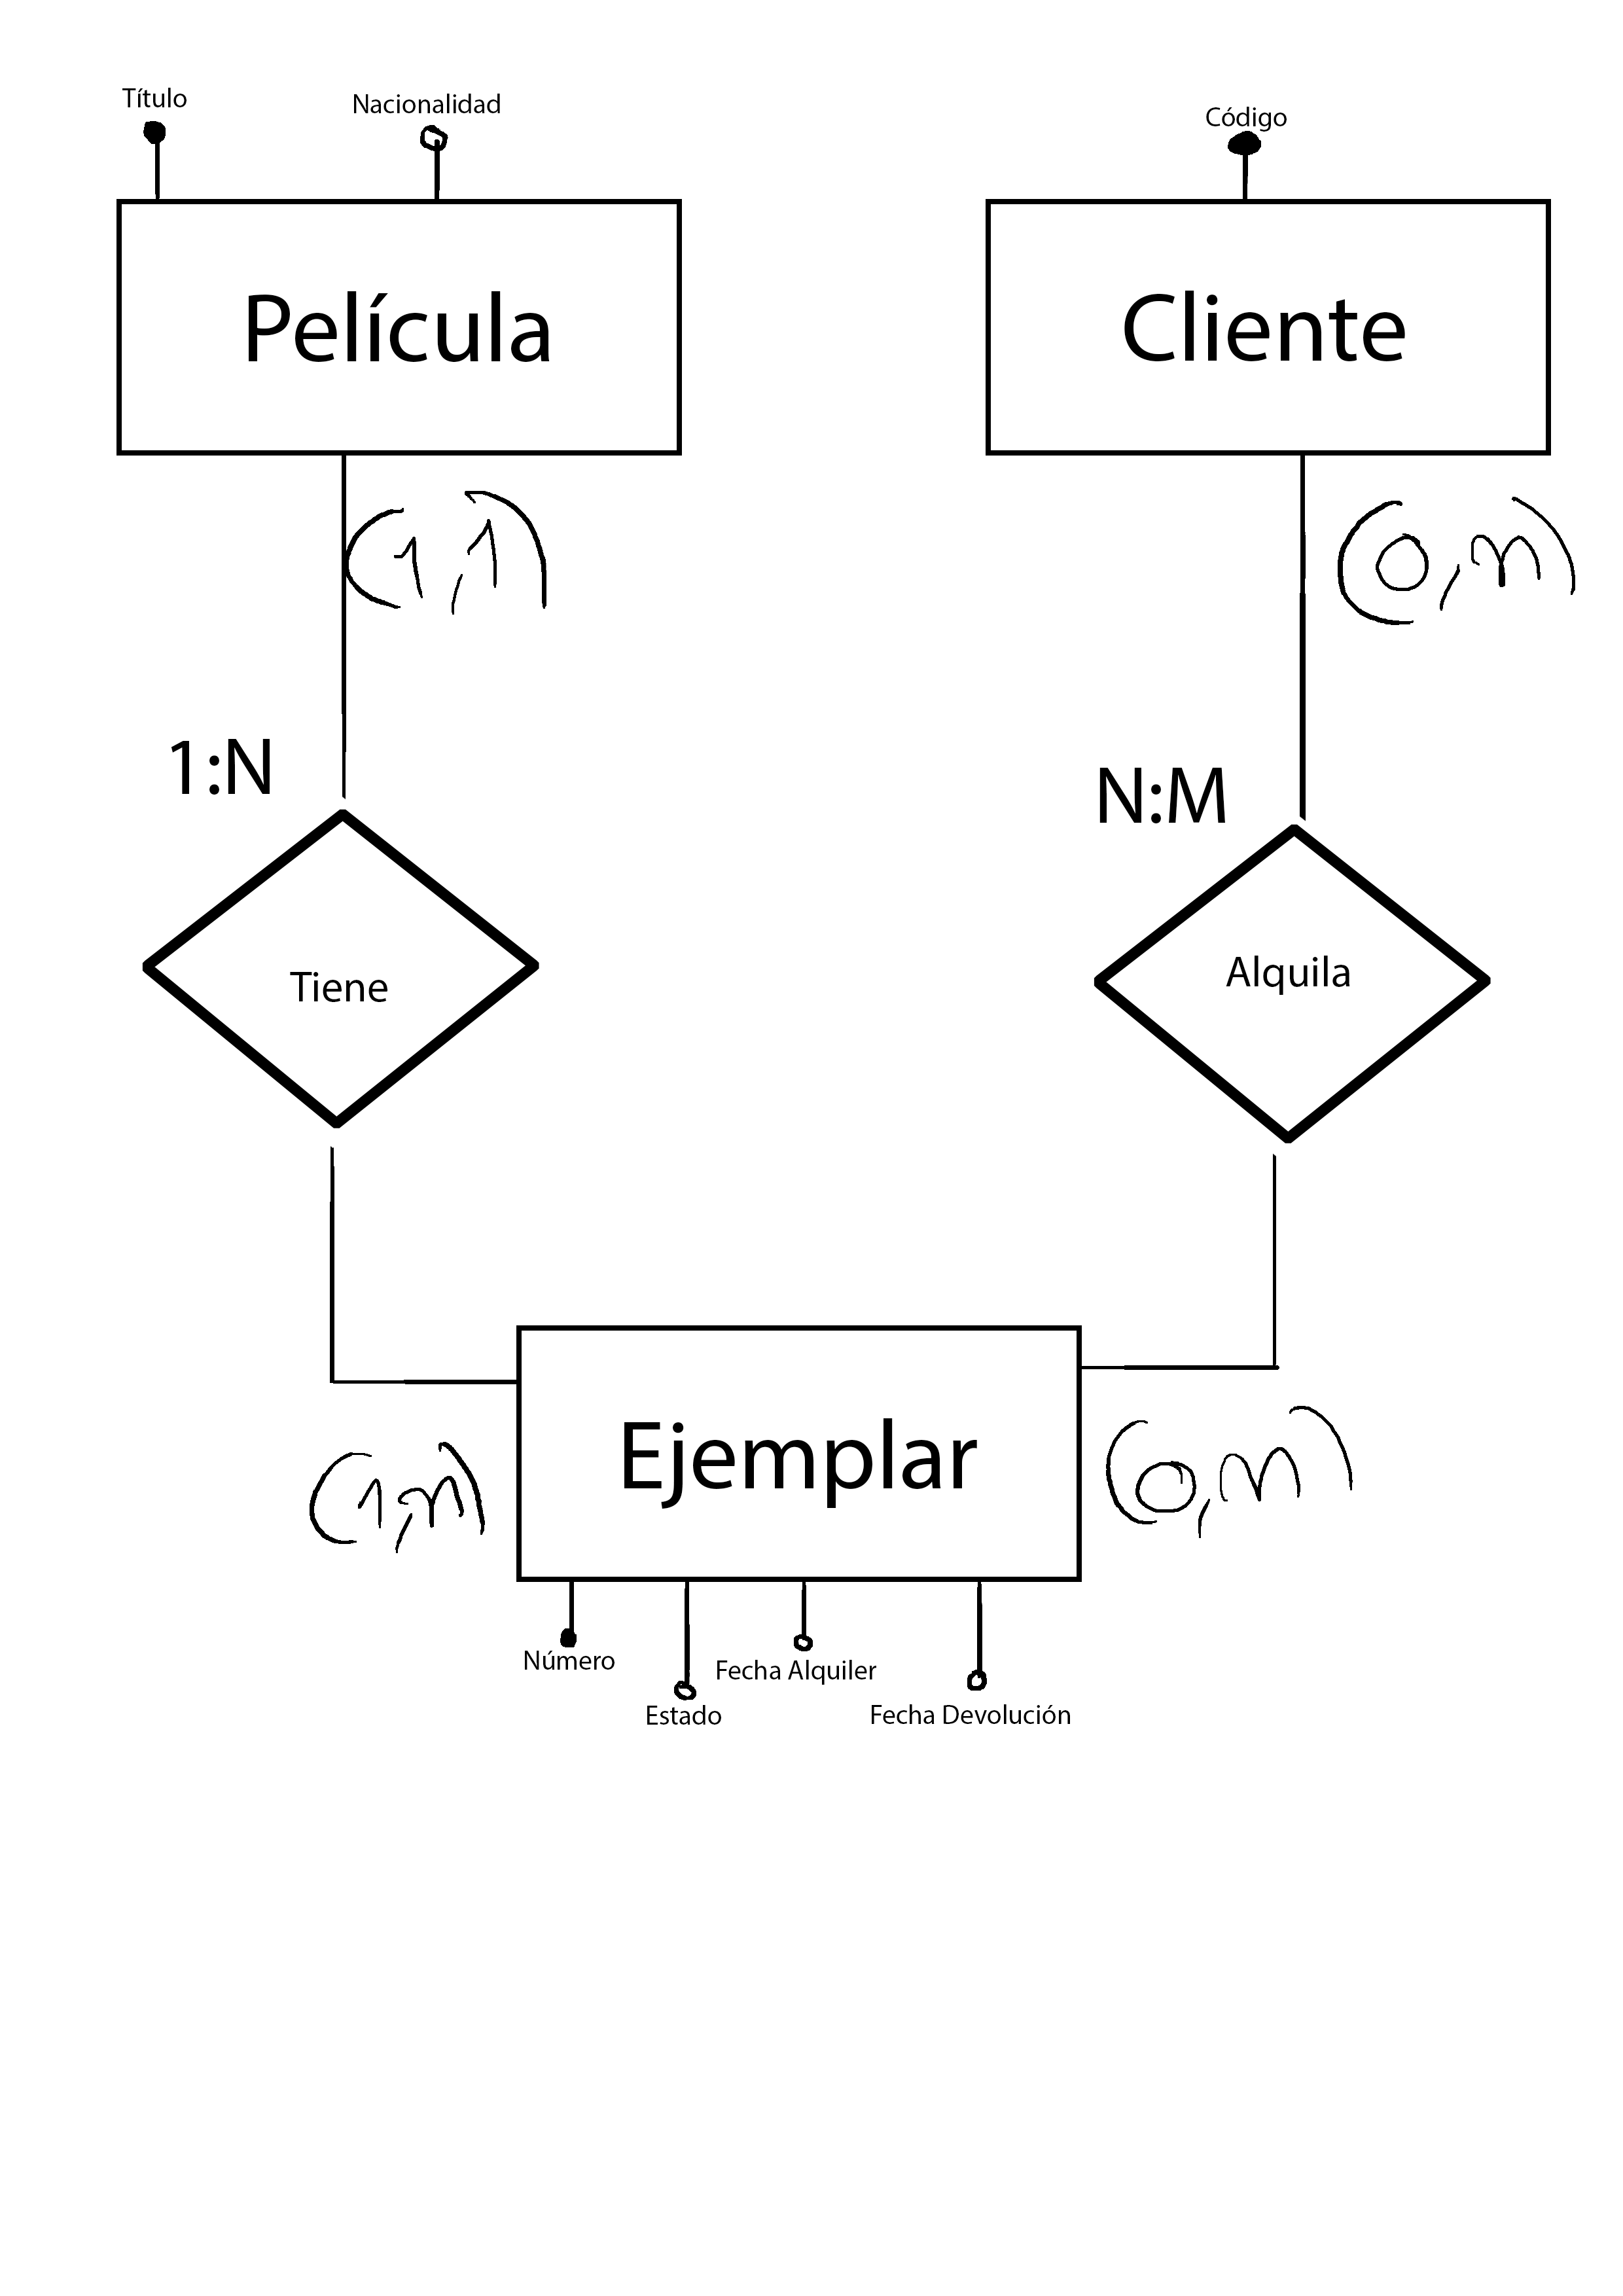 Título
Nacionalidad
Código
Película
Cliente
(1,1)
(0,n)
1:N
N:M
Tiene
Alquila
Ejemplar
(1,n)
(0,n)
Número
Estado
Fecha Alquiler
Fecha Devolución